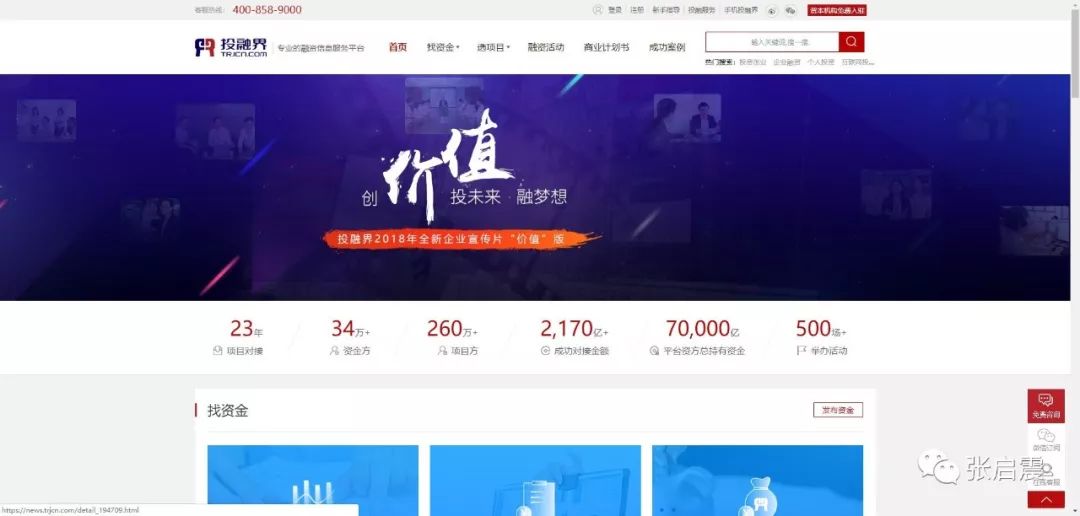 客服热线： 400-858-9000
登录 注册 新手指导 投融服务 手机投融界 资本机构免费入驻
投融界 TRJCN.COM 专业的融资信息服务平台
首页 找资金 选项目 融资活动 商业计划书 成功案例
输入关键词,搜一搜.
热门搜索： 投资创业 企业融资 个人投资 互联网投...
创 价值 投未来 融梦想
投融界2018年全新企业宣传片“价值”版
23年 34万+ 260万+ 2,170亿+ 70,000亿 500场+
项目对接 资金方 项目方 成功对接金额 平台资方总持有资金 举办活动
找资金 发布资金
免费咨询
微信订阅
在线客服
张启震
https://news.trjcn.com/detail_194709.html